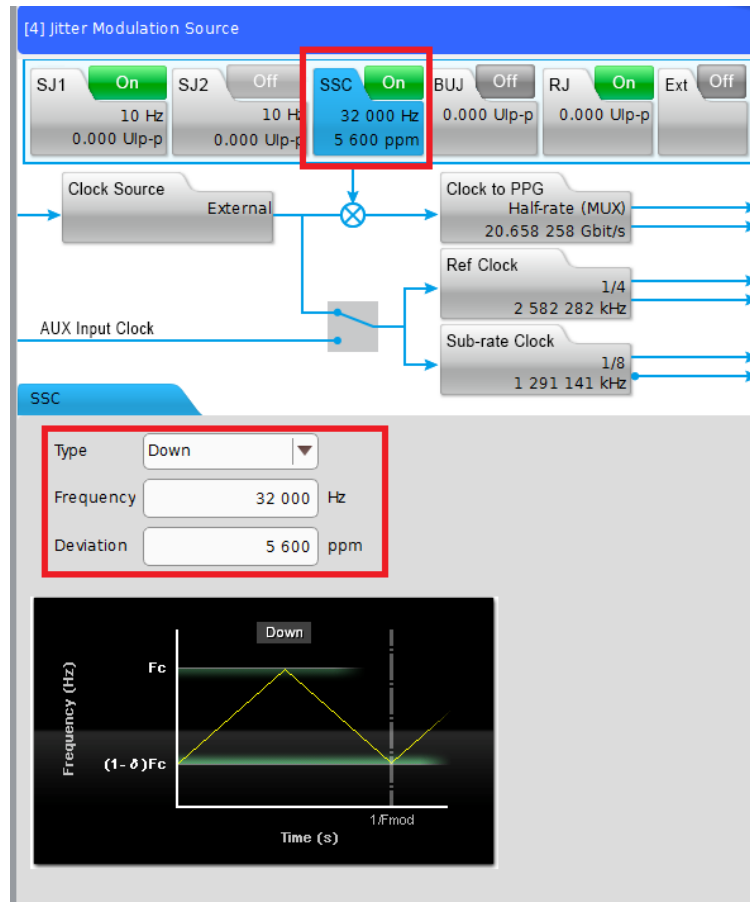 [4] Jitter Modulation Source
SJ1 On SJ2 Off SSC On BUJ Off RJ On Ext Off
10 Hz 10 Hz 32 000 Hz 0.000 UIp-p 0.000 UIp-p
0.000 UIp-p 0.000 UIp-p 5 600 ppm
Clock Source
External
Clock to PPG
Half-rate (MUX)
20.658 258 Gbit/s
Ref Clock
1/4
2 582 282 kHz
AUX Input Clock
Sub-rate Clock
1/8
1 291 141 kHz
SSC
Type Down
Frequency 32 000 Hz
Deviation 5 600 ppm
Down
Frequency (Hz)
Fc
(1-δ)Fc
1/Fmod
Time (s)